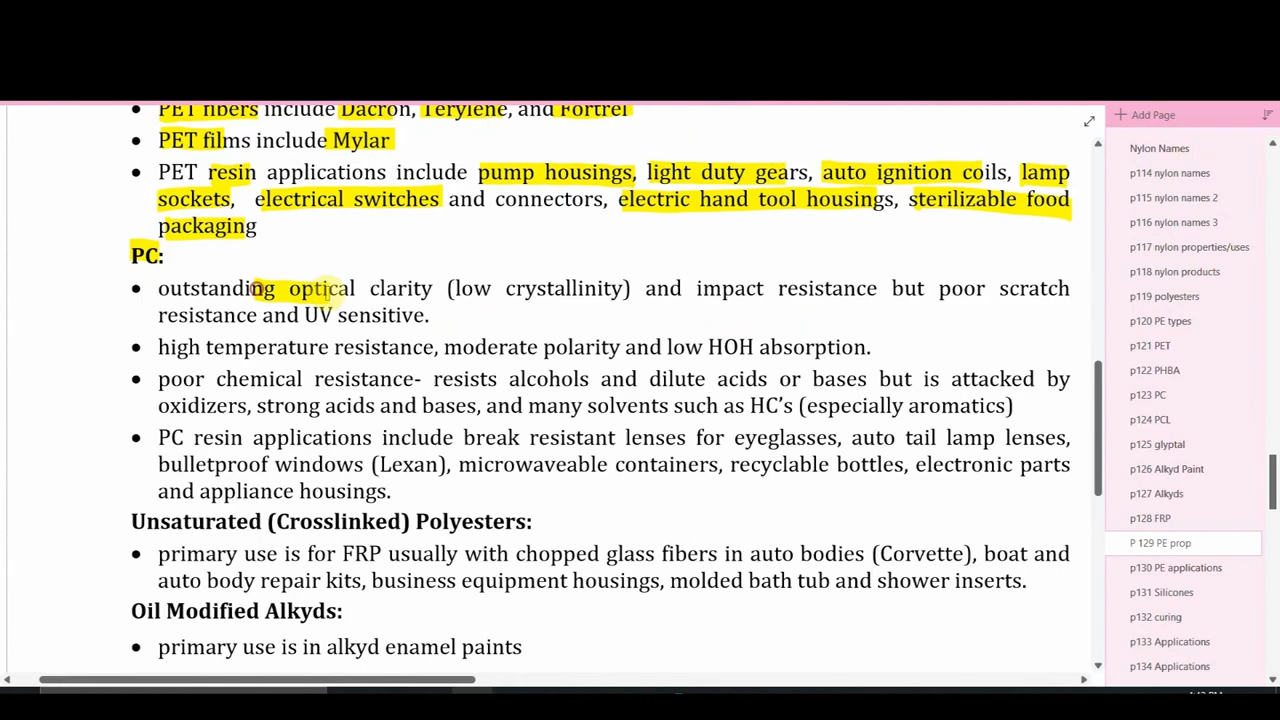 • PET fibers include Dacron, Terylene, and Fortrel
• PET films include Mylar
• PET resin applications include pump housings, light duty gears, auto ignition coils, lamp
sockets, electrical switches and connectors, electric hand tool housings, sterilizable food
packaging
PC:
• outstanding optical clarity (low crystallinity) and impact resistance but poor scratch
resistance and UV sensitive.
• high temperature resistance, moderate polarity and low HOH absorption.
• poor chemical resistance- resists alcohols and dilute acids or bases but is attacked by
oxidizers, strong acids and bases, and many solvents such as HC's (especially aromatics)
• PC resin applications include break resistant lenses for eyeglasses, auto tail lamp lenses,
bulletproof windows (Lexan), microwaveable containers, recyclable bottles, electronic parts
and appliance housings.
Unsaturated (Crosslinked) Polyesters:
• primary use is for FRP usually with chopped glass fibers in auto bodies (Corvette), boat and
auto body repair kits, business equipment housings, molded bath tub and shower inserts.
Oil Modified Alkyds:
• primary use is in alkyd enamel paints
Add Page
Nylon Names
p114 nylon names
p115 nylon names 2
p116 nylon names 3
p117 nylon properties/uses
p118 nylon products
p119 polyesters
p120 PE types
p121 PET
p122 PHBA
p123 PC
p124 PCL
p125 glyptal
p126 Alkyd Paint
p127 Alkyds
p128 FRP
P 129 PE prop
p130 PE applications
p131 Silicones
p132 curing
p133 Applications
p134 Applications